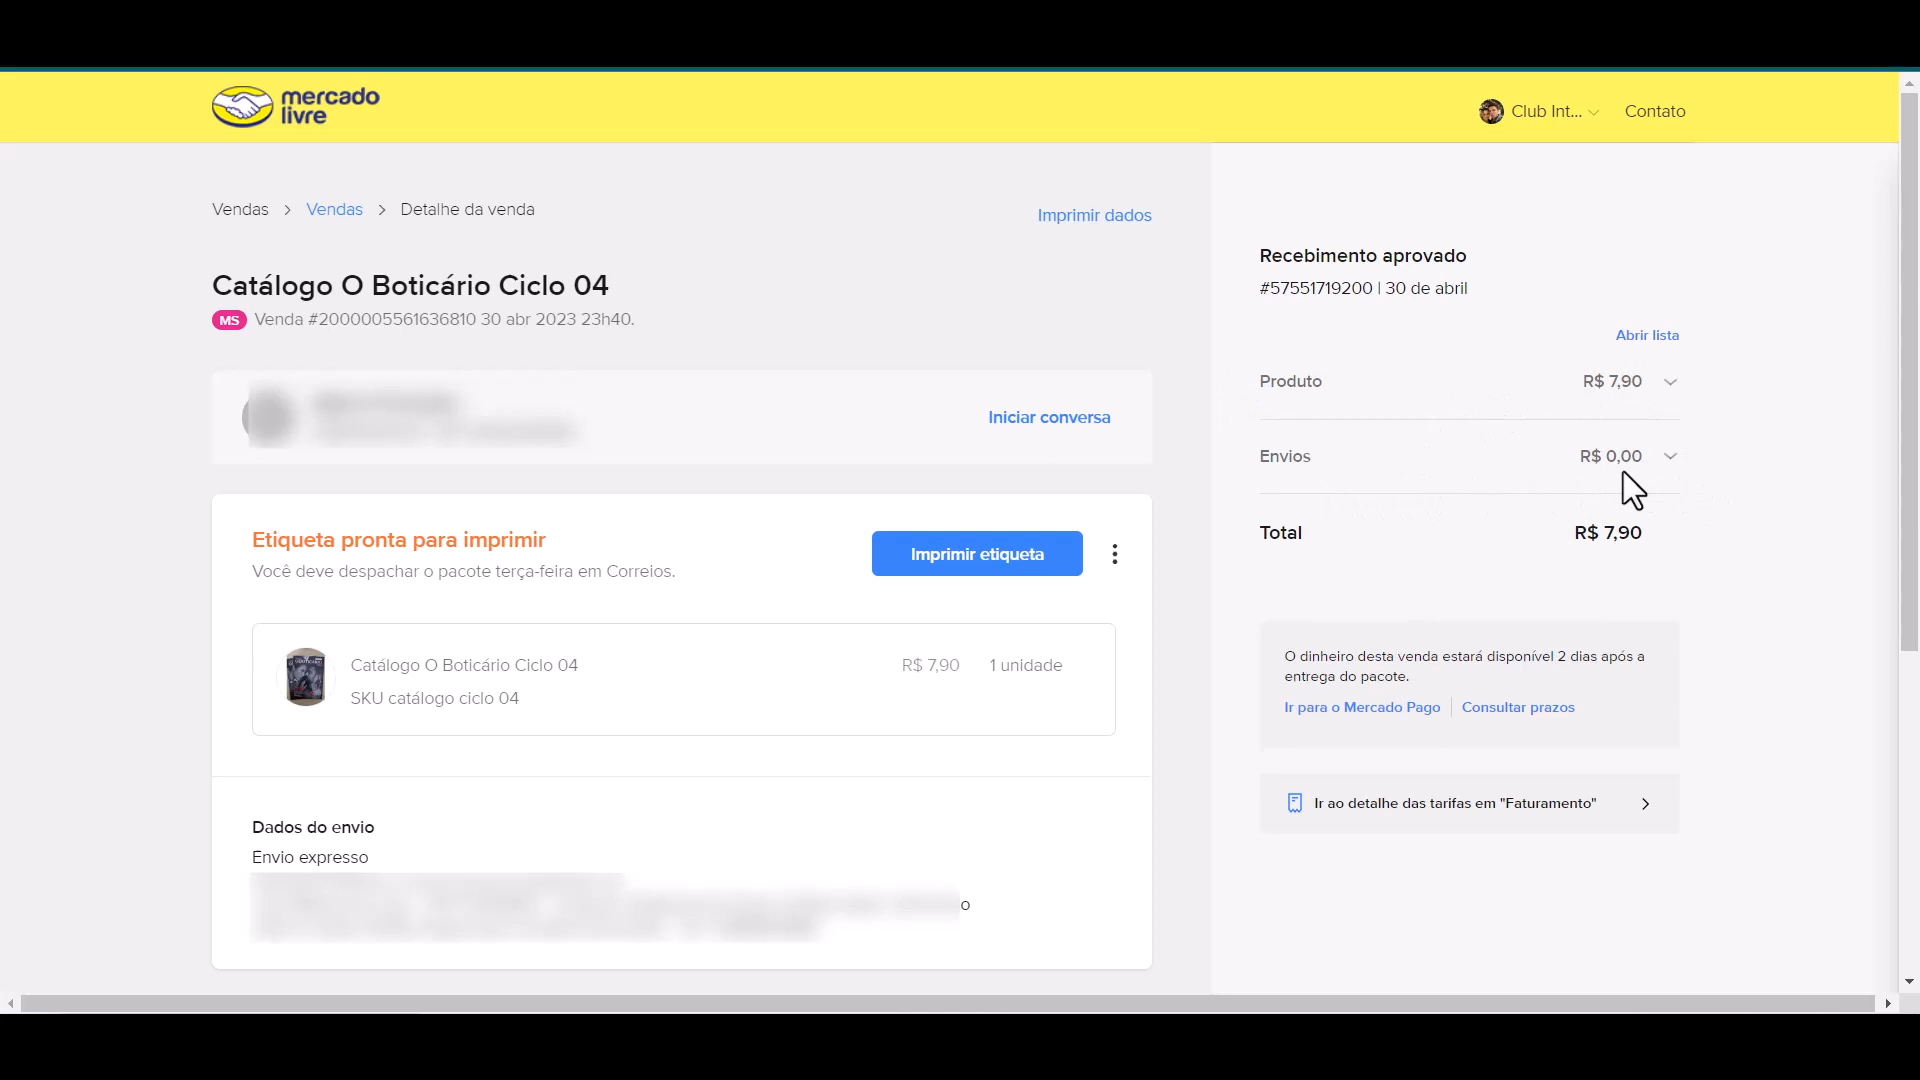 mercado
livre
Club Int...
Contato
Vendas > Vendas > Detalhe da venda
Imprimir dados
Catálogo O Boticário Ciclo 04
MS Venda #2000005561636810 30 abr 2023 23h40.
Iniciar conversa
Etiqueta pronta para imprimir
Você deve despachar o pacote terça-feira em Correios.
Imprimir etiqueta
Catálogo O Boticário Ciclo 04
R$ 7,90
1 unidade
SKU catálogo ciclo 04
Dados do envio
Envio expresso
o
Recebimento aprovado
#57551719200 | 30 de abril
Abrir lista
Produto R$ 7,90
Envios R$ 0,00
Total R$ 7,90
O dinheiro desta venda estará disponível 2 dias após a
entrega do pacote.
Ir para o Mercado Pago | Consultar prazos
Ir ao detalhe das tarifas em "Faturamento"